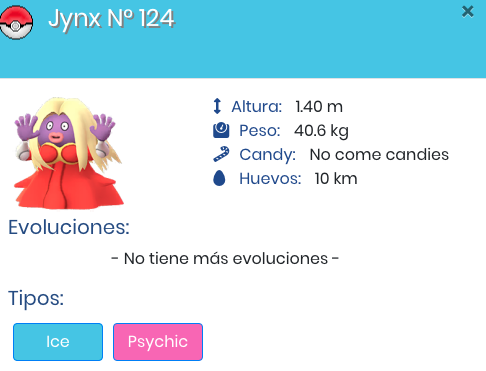 Jynx Nº 124
×
Altura: 1.40 m
Peso: 40.6 kg
Candy: No come candies
Huevos: 10 km
Evoluciones:
- No tiene más evoluciones -
Tipos:
Ice Psychic